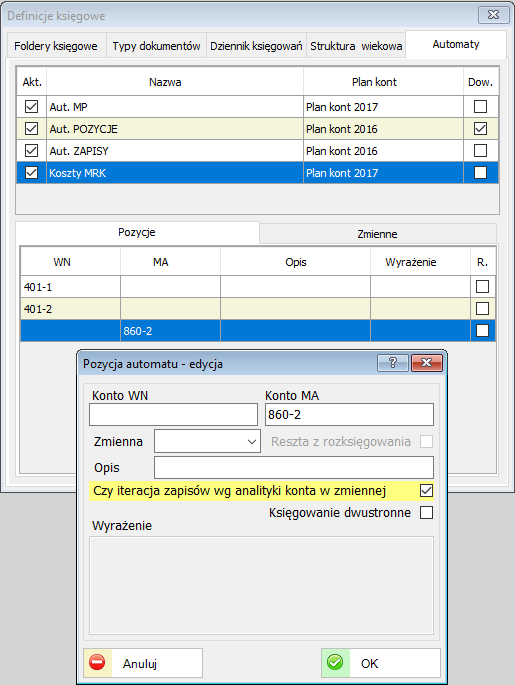 Definicje księgowe
Foldery księgowe Typy dokumentów Dziennik księgowań Struktura wiekowa Automaty
Akt. Nazwa Plan kont Dow.
Aut. MP Plan kont 2017
Aut. POZYCJE Plan kont 2016
Aut. ZAPISY Plan kont 2016
Koszty MRK Plan kont 2017
Pozycje Zmienne
WN MA Opis Wyrażenie R.
401-1
401-2
860-2
Pozycja automatu - edycja
Konto WN Konto MA
860-2
Zmienna Reszta z rozksięgowania
Opis
Czy iteracja zapisów wg analityki konta w zmiennej
Księgowanie dwustronne
Wyrażenie
Anuluj OK